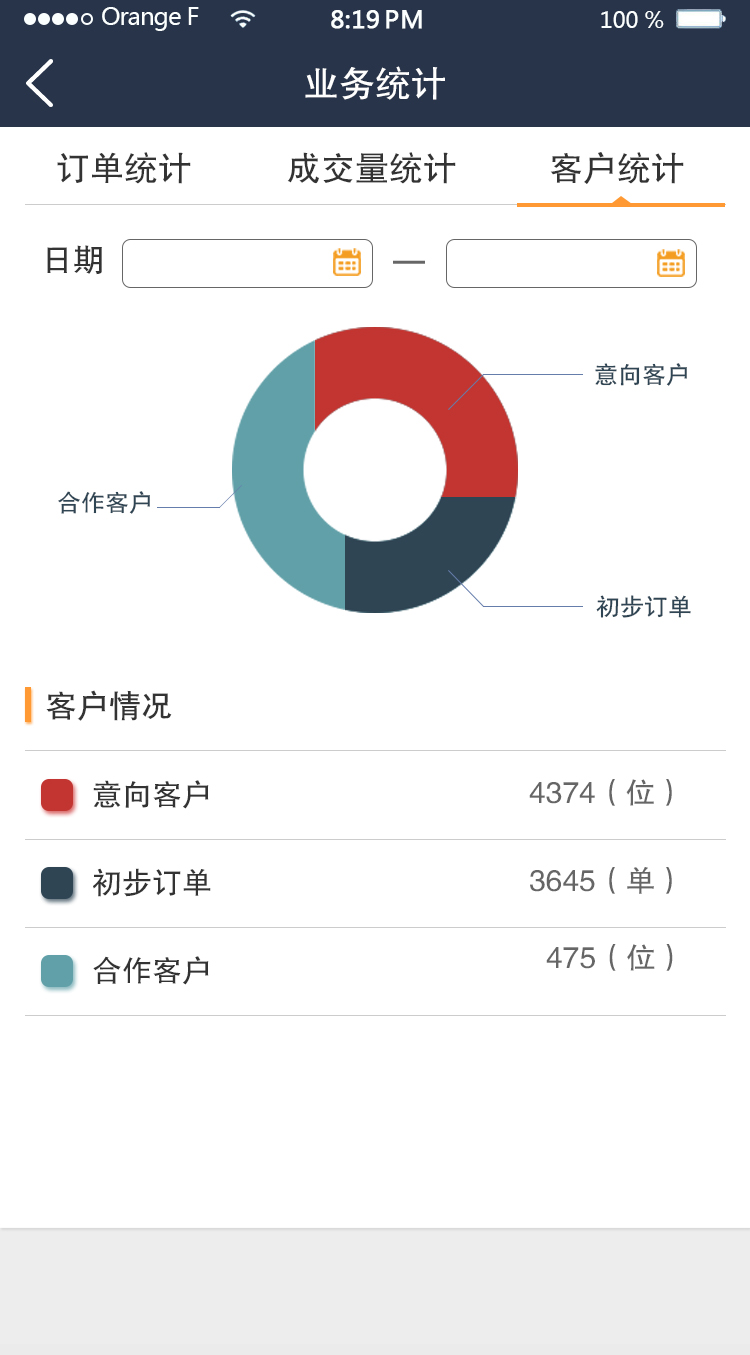 Orange F 8:19 PM 100 %
业务统计
订单统计 成交量统计 客户统计
日期 —
意向客户
合作客户
初步订单
客户情况
意向客户 4374（位）
初步订单 3645（单）
合作客户 475（位）